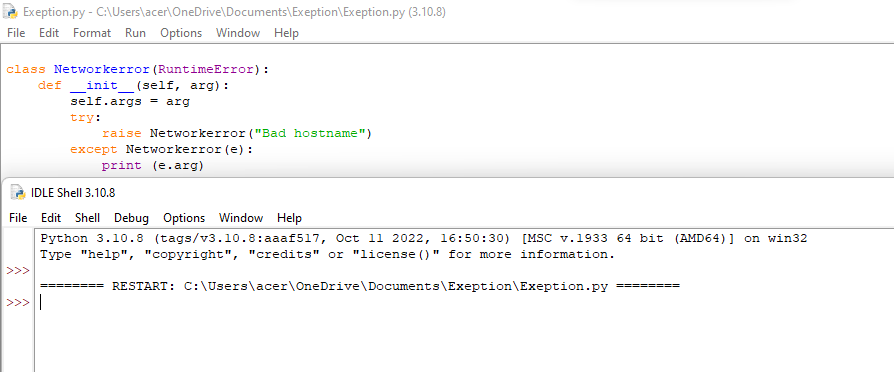 Exeption.py - C:\Users\acer\OneDrive\Documents\Exeption\Exeption.py (3.10.8)
File Edit Format Run Options Window Help
class Networkerror(RuntimeError):
    def __init__(self, arg):
        self.args = arg
        try:
            raise Networkerror("Bad hostname")
        except Networkerror(e):
            print (e.arg)
IDLE Shell 3.10.8
File Edit Shell Debug Options Window Help
Python 3.10.8 (tags/v3.10.8:aaaf517, Oct 11 2022, 16:50:30) [MSC v.1933 64 bit (AMD64)] on win32
Type "help", "copyright", "credits" or "license()" for more information.
>>>
======== RESTART: C:\Users\acer\OneDrive\Documents\Exeption\Exeption.py ========
>>>